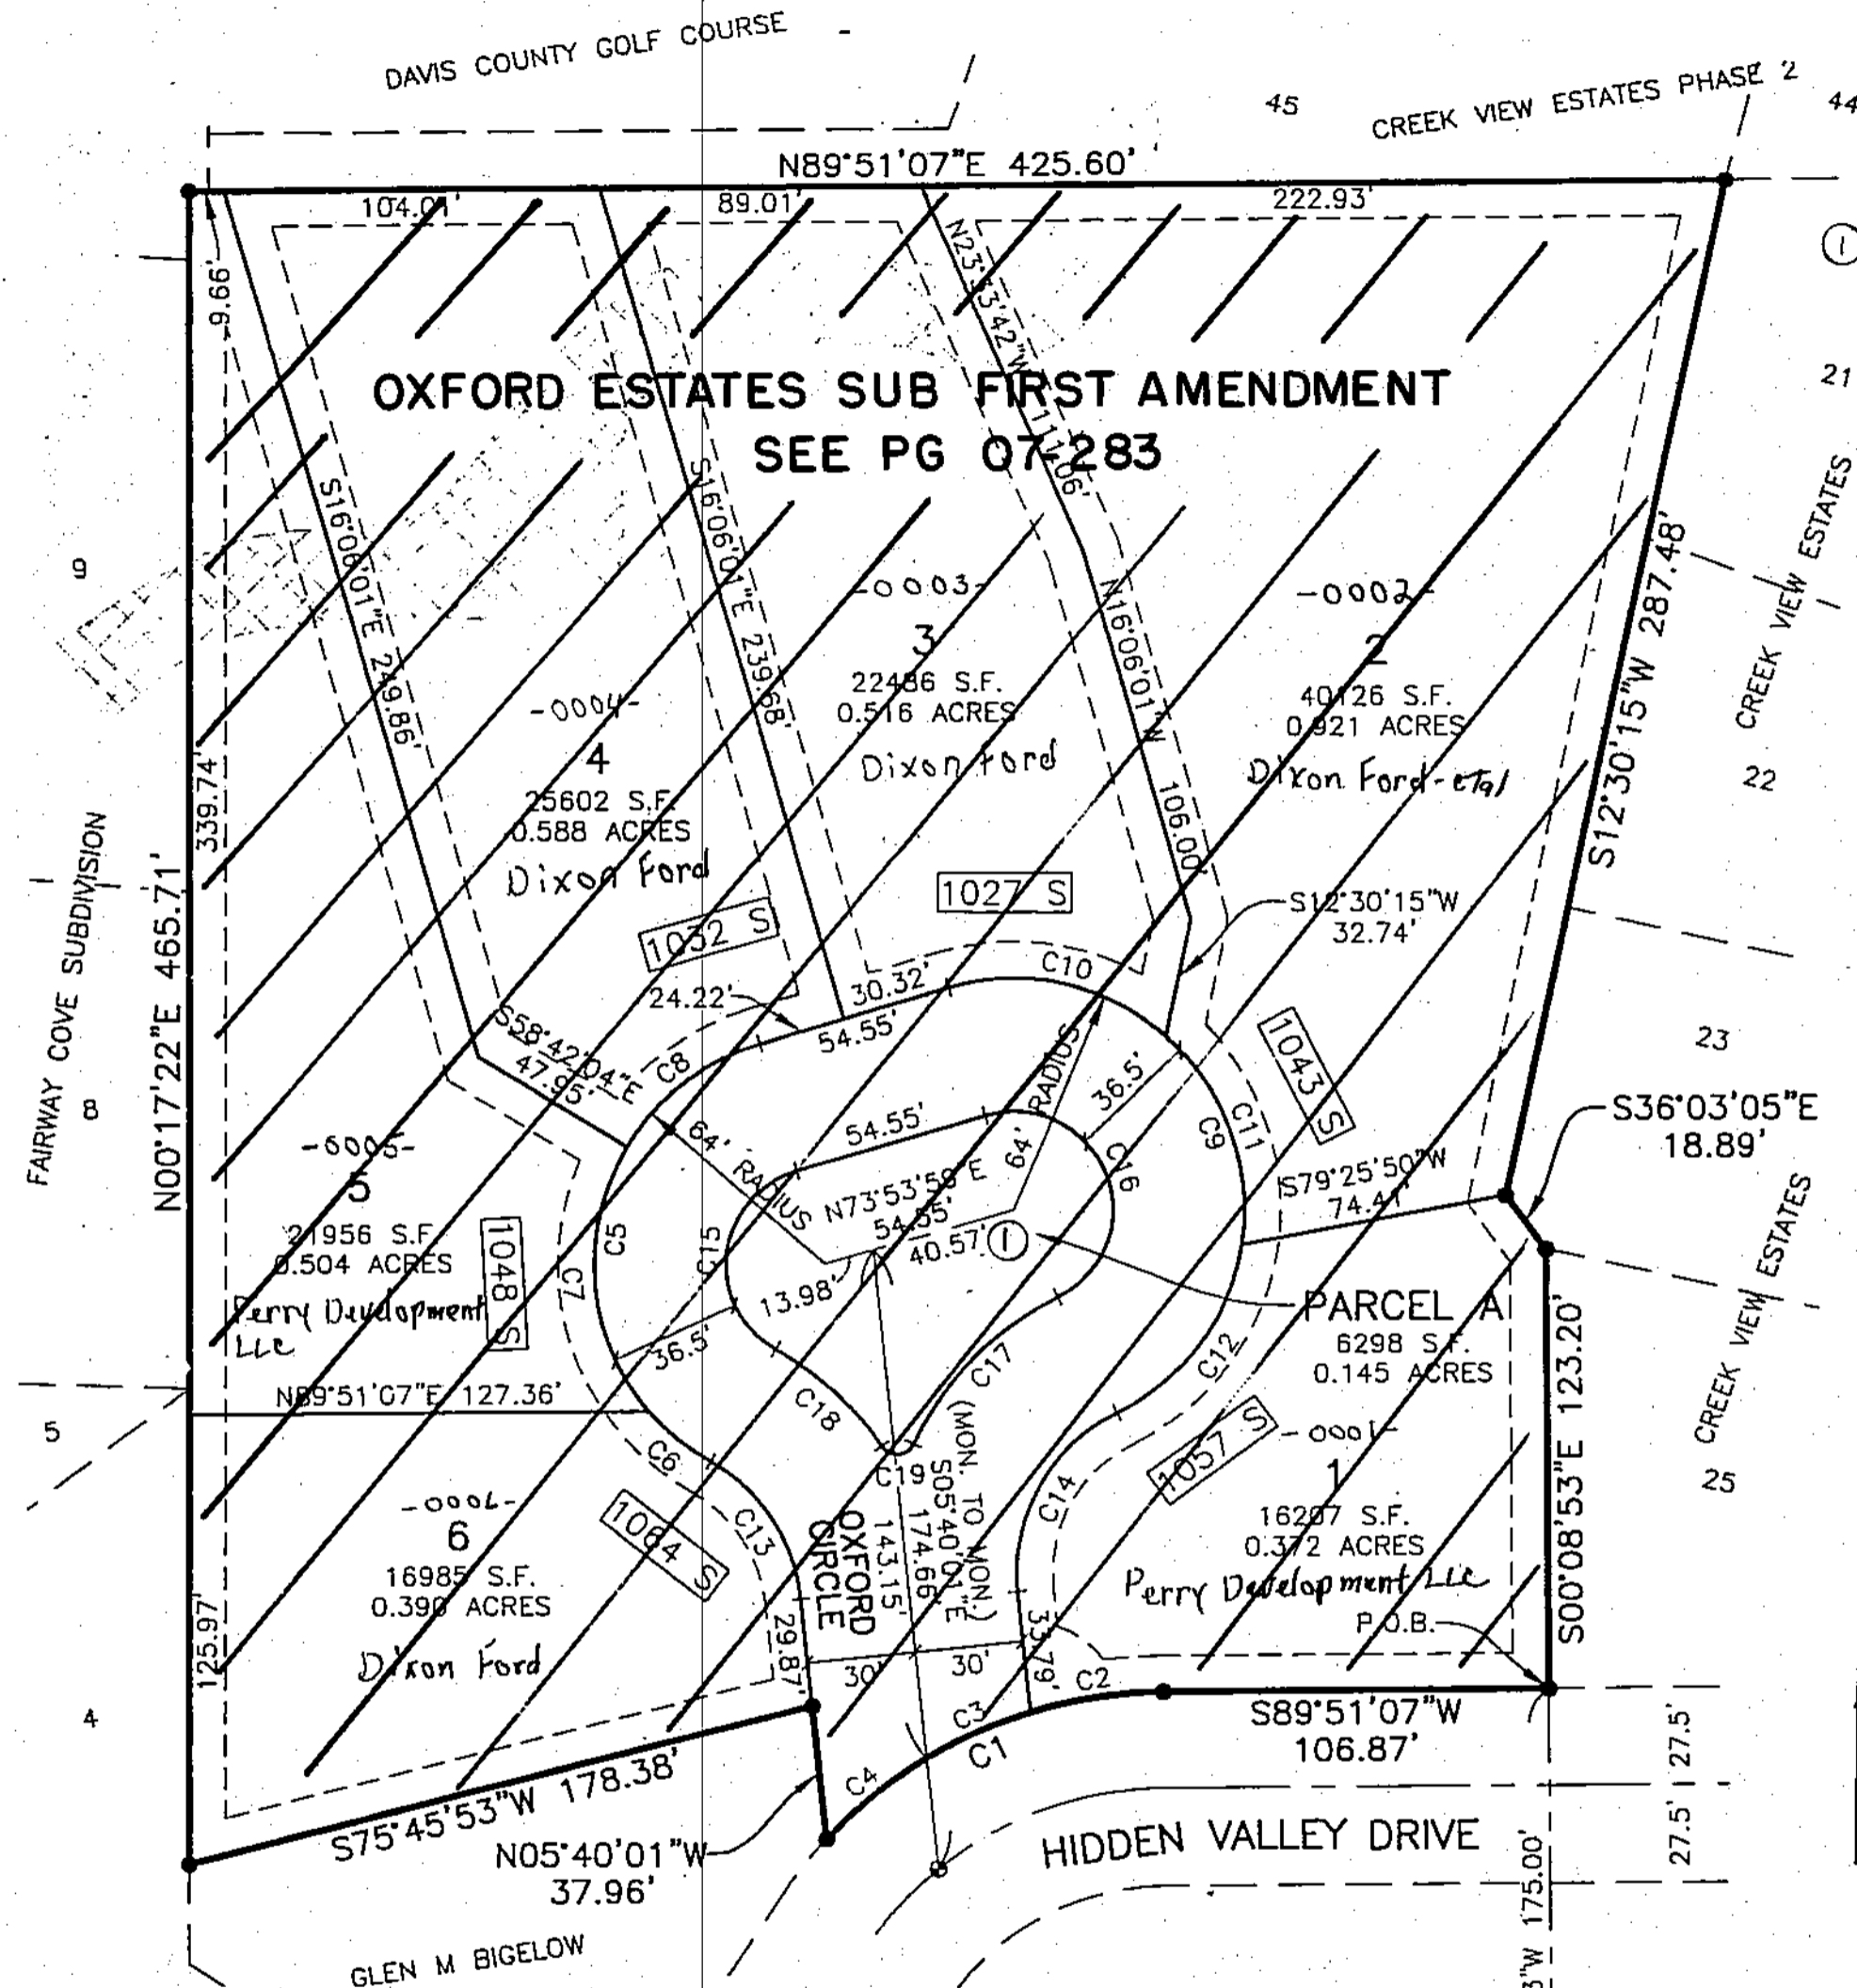 DAVIS COUNTY GOLF COURSE
45
CREEK VIEW ESTATES PHASE 2
44
N89°51'07"E 425.60'
104.01'
89.01'
222.93'
9.66'
N23°33'42"W 111.06'
1
21
OXFORD ESTATES SUB FIRST AMENDMENT
SEE PG 07-283
S16°06'01"E 249.86'
S16°06'01"E 239.68'
N16°06'01"W 106.00'
S12°30'15"W 287.48'
CREEK VIEW ESTATES
9
-0003-
3
22486 S.F.
0.516 ACRES
Dixon Ford
-0002-
2
40126 S.F.
0.921 ACRES
Dixon Ford-etal
22
-0004-
4
25602 S.F.
0.588 ACRES
Dixon Ford
339.74'
FAIRWAY COVE SUBDIVISION
N00°17'22"E 465.71'
1032 S
1027 S
S12°30'15"W
32.74'
C10
30.32'
24.22'
54.55'
S58°42'04"E
47.95'
C8
64' RADIUS
36.5'
1043 S
23
8
S36°03'05"E
18.89'
C9
C11
C16
54.55'
64' RADIUS
N73°53'59"E
54.55'
40.57'
1
13.98'
S79°25'50"W
74.41'
-0005-
5
21956 S.F.
0.504 ACRES
Perry Development
LLC
1048 S
C5
C7
C15
36.5'
PARCEL A
6298 S.F.
0.145 ACRES
CREEK VIEW ESTATES
S00°08'53"E 123.20'
C12
C17
C18
N89°51'07"E 127.36'
5
C6
C19
1057 S
-0001-
1
16207 S.F.
0.372 ACRES
Perry Development LLC
P.O.B.
25
-0006-
6
16985 S.F.
0.390 ACRES
Dixon Ford
1064 S
C13
C14
OXFORD
CIRCLE
143.15'
174.66'
S05°40'01"E
(MON. TO MON.)
125.97'
29.87'
30'
30'
33.79'
C2
C3
C1
C4
S89°51'07"W
106.87'
4
S75°45'53"W 178.38'
N05°40'01"W
37.96'
HIDDEN VALLEY DRIVE
27.5'
27.5'
"W 175.00'
GLEN M BIGELOW